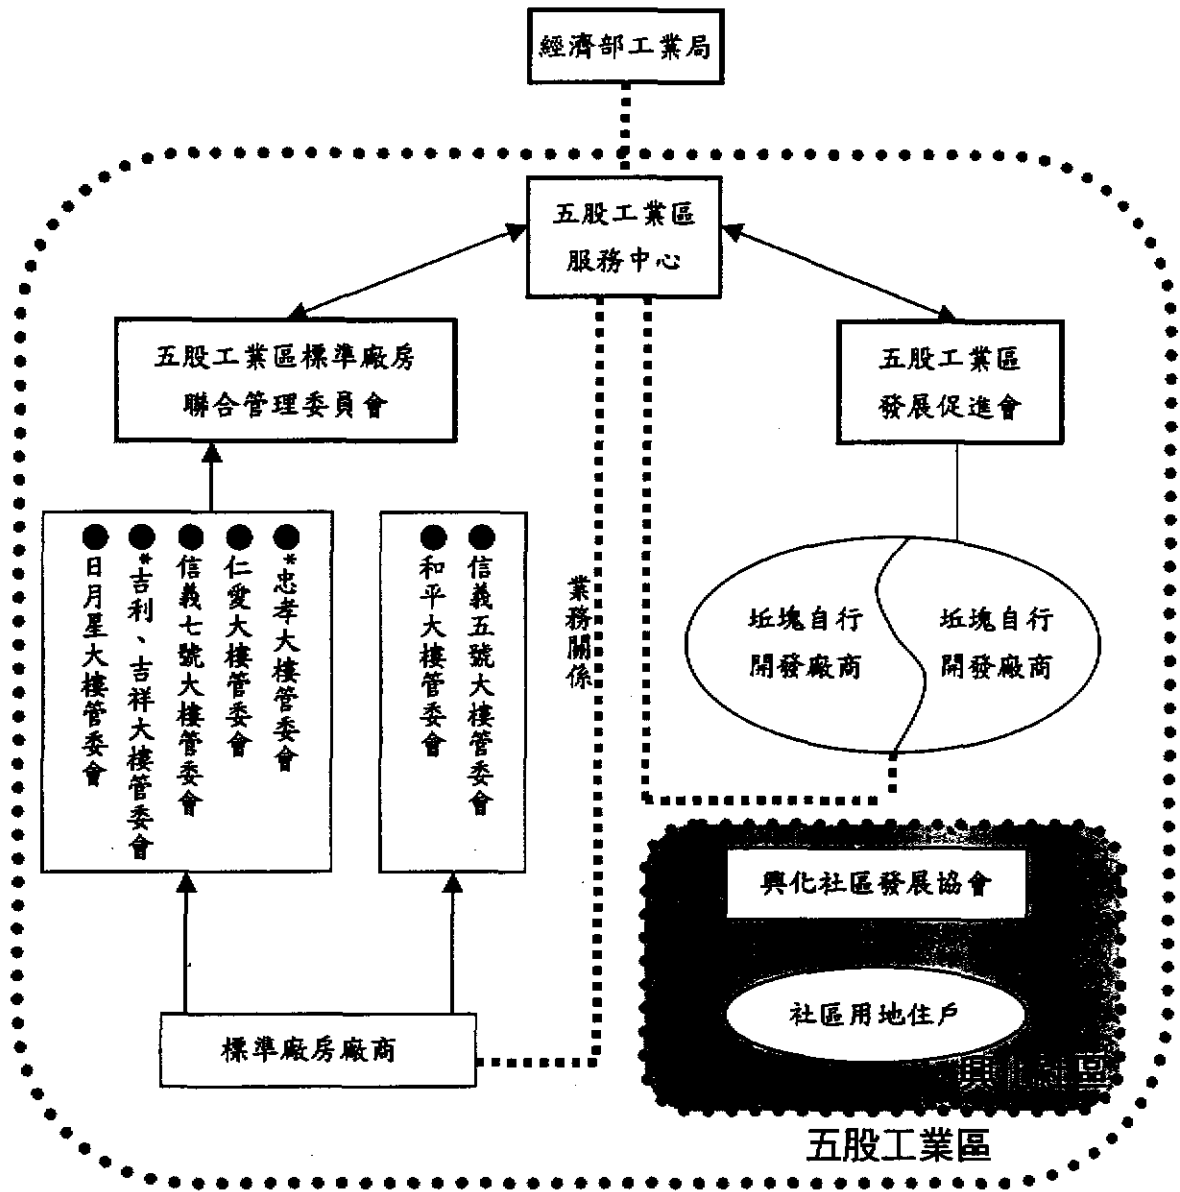 經濟部工業局
五股工業區
服務中心
五股工業區標準廠房
聯合管理委員會
五股工業區
發展促進會
*忠孝大樓管委會
仁愛大樓管委會
信義七號大樓管委會
*吉利、吉祥大樓管委會
日月星大樓管委會
信義五號大樓管委會
和平大樓管委會
業務關係
坵塊自行
開發廠商
坵塊自行
開發廠商
興化社區發展協會
社區用地住戶
興化社區
標準廠房廠商
五股工業區